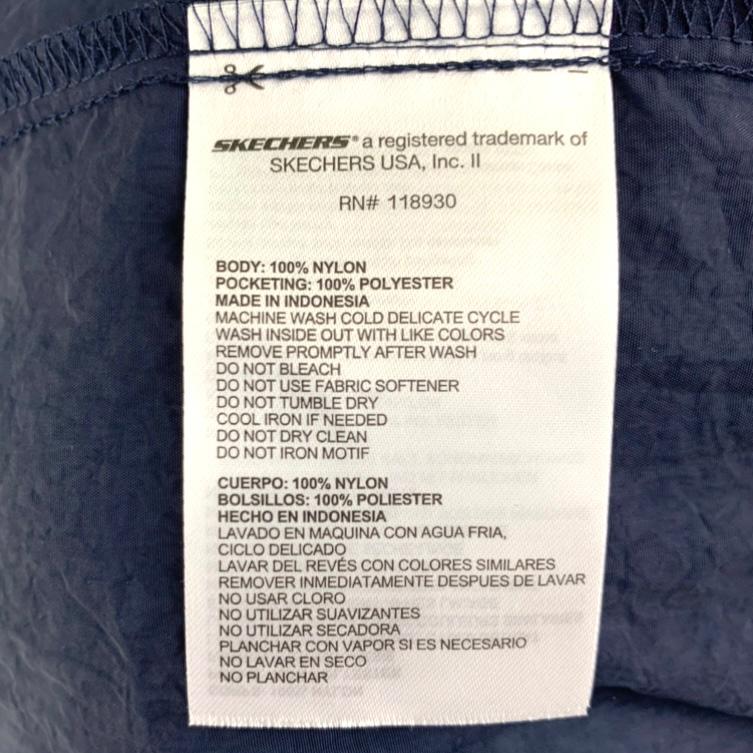 SKECHERS® a registered trademark of
SKECHERS USA, Inc. II
RN# 118930
BODY: 100% NYLON
POCKETING: 100% POLYESTER
MADE IN INDONESIA
MACHINE WASH COLD DELICATE CYCLE
WASH INSIDE OUT WITH LIKE COLORS
REMOVE PROMPTLY AFTER WASH
DO NOT BLEACH
DO NOT USE FABRIC SOFTENER
DO NOT TUMBLE DRY
COOL IRON IF NEEDED
DO NOT DRY CLEAN
DO NOT IRON MOTIF
CUERPO: 100% NYLON
BOLSILLOS: 100% POLIESTER
HECHO EN INDONESIA
LAVADO EN MAQUINA CON AGUA FRIA,
CICLO DELICADO
LAVAR DEL REVÉS CON COLORES SIMILARES
REMOVER INMEDIATAMENTE DESPUES DE LAVAR
NO USAR CLORO
NO UTILIZAR SUAVIZANTES
NO UTILIZAR SECADORA
PLANCHAR CON VAPOR SI ES NECESARIO
NO LAVAR EN SECO
NO PLANCHAR